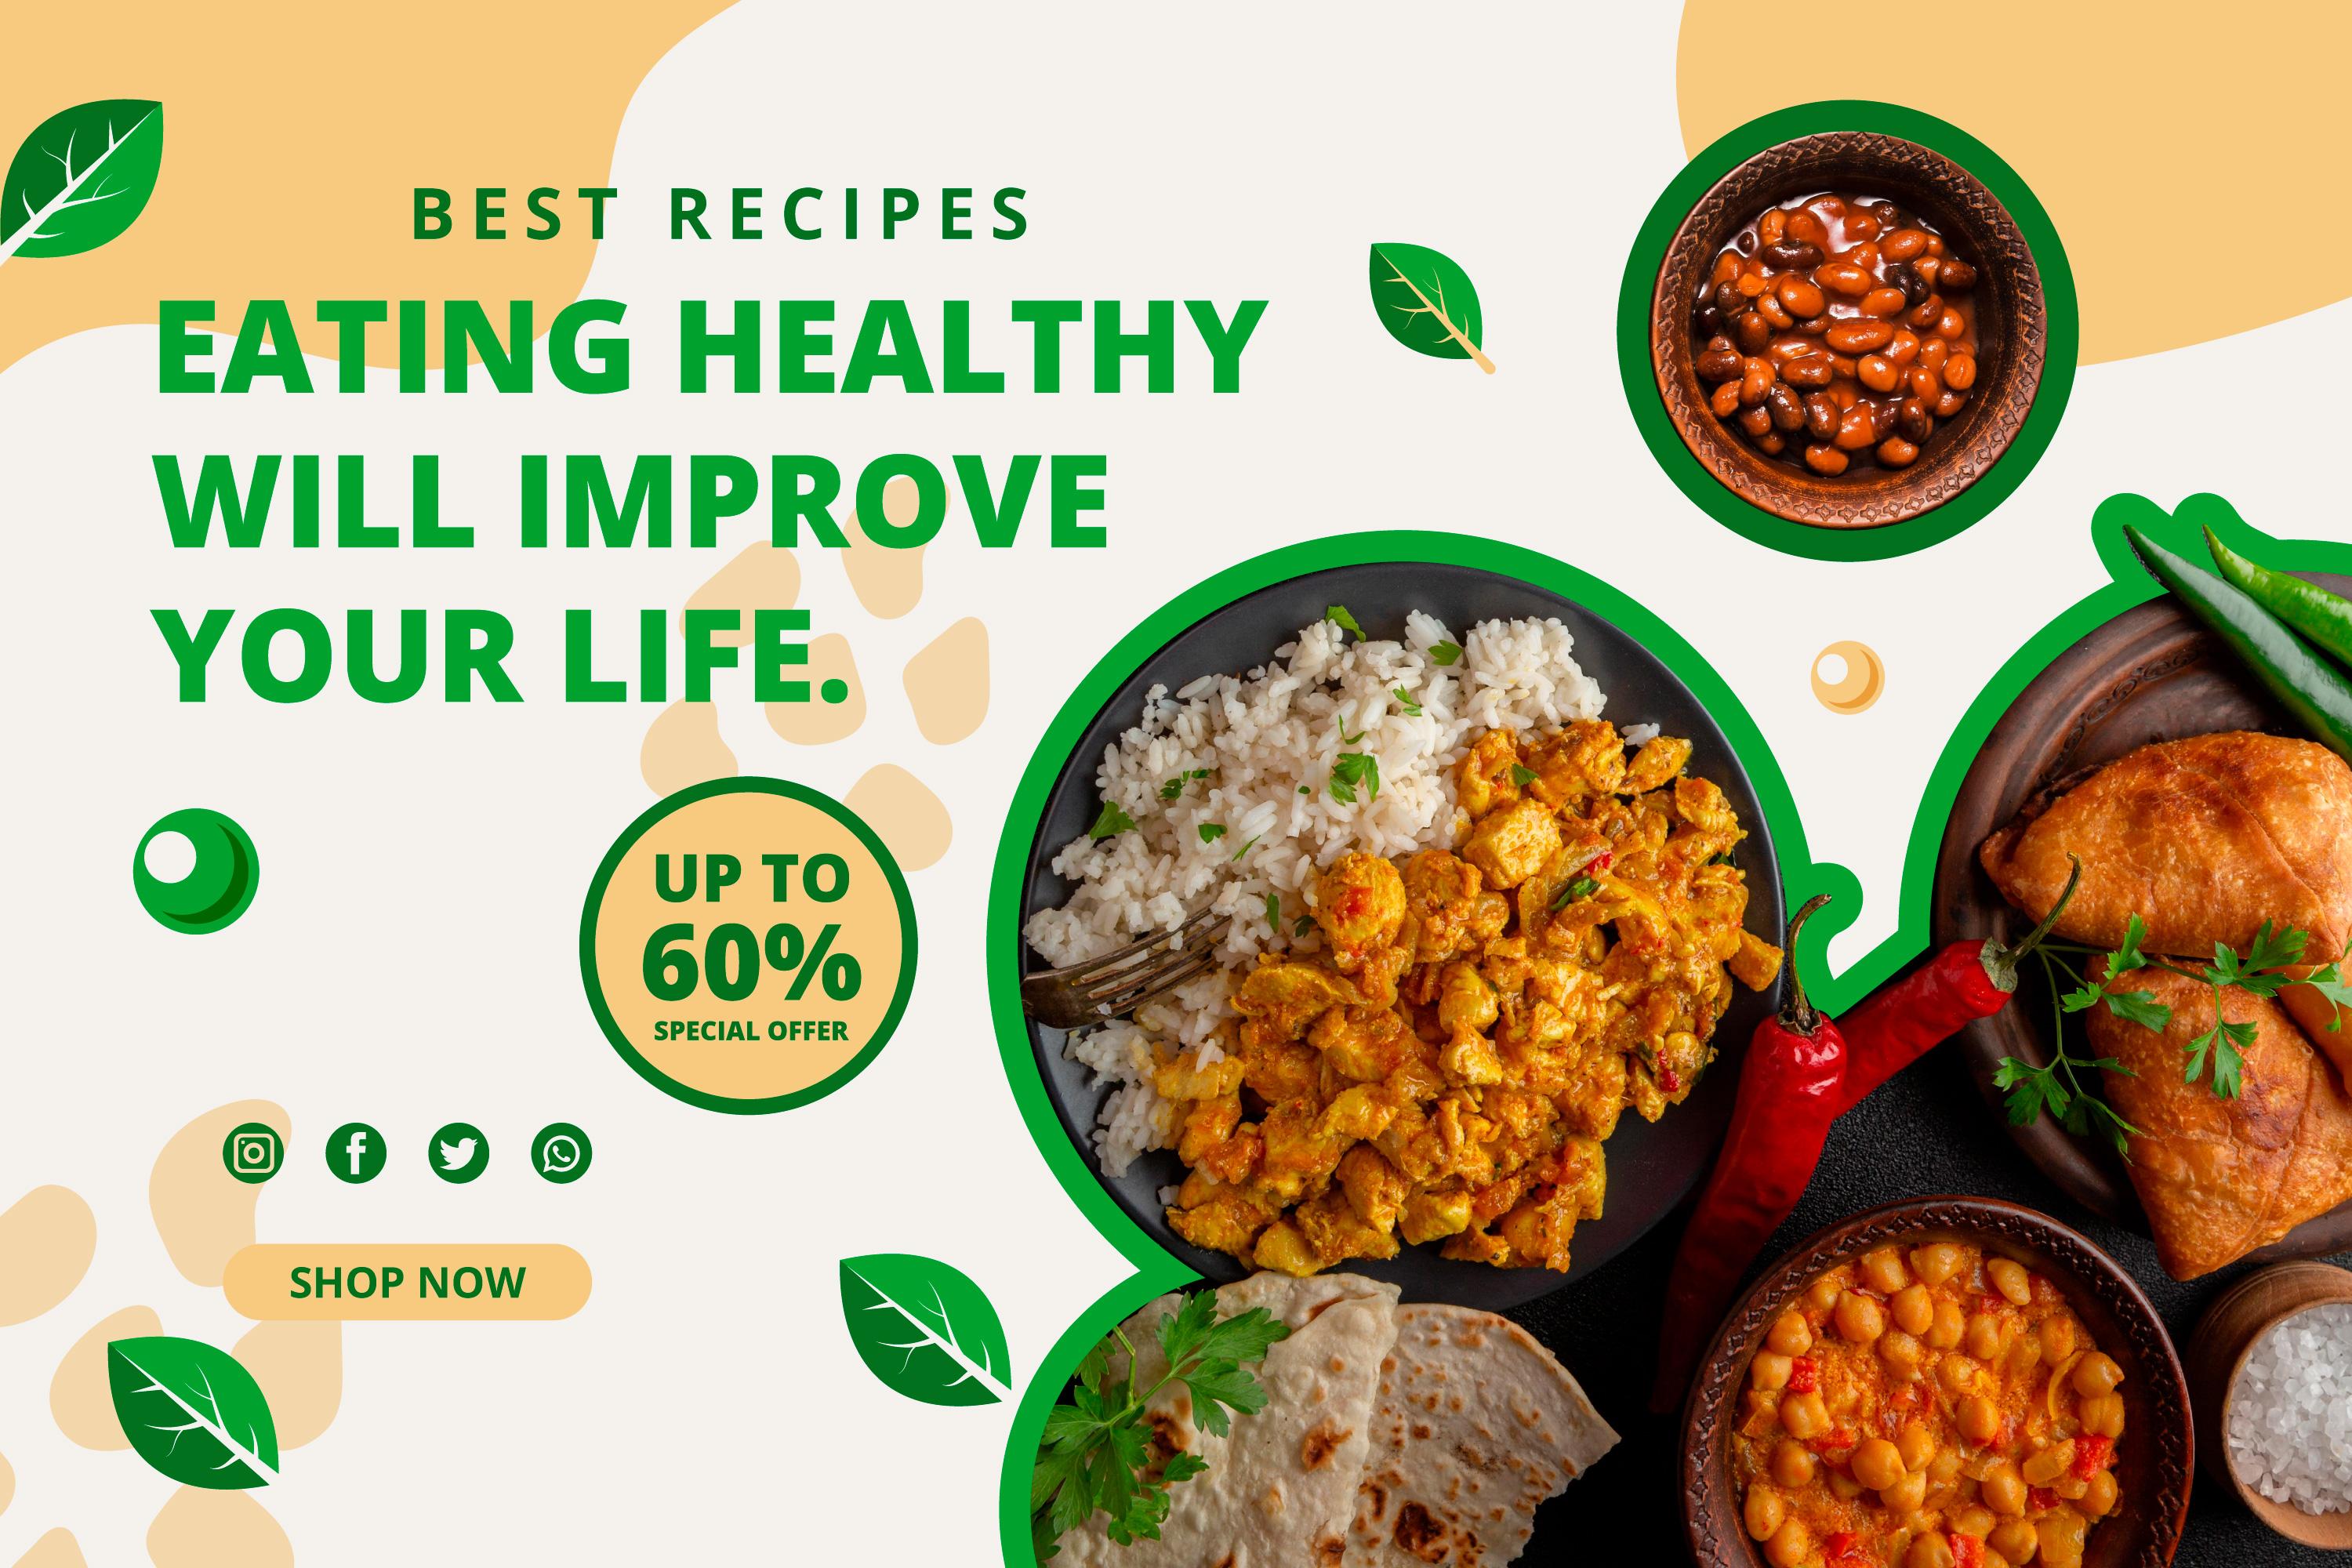 BEST RECIPES
EATING HEALTHY
WILL IMPROVE
YOUR LIFE.
UP TO
60%
SPECIAL OFFER
SHOP NOW